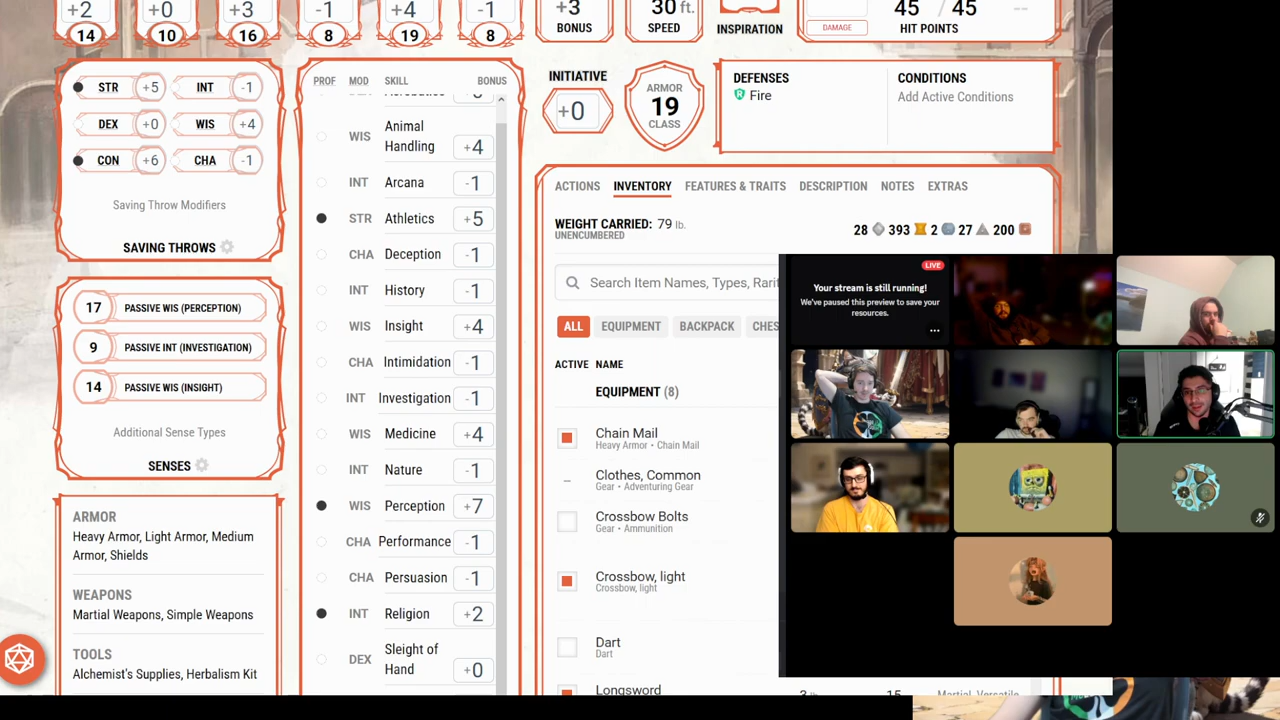 +2
+0
+3
-1
+4
-1
14
10
16
8
19
8
+3
BONUS
30 ft.
SPEED
INSPIRATION
DAMAGE
45 / 45
--
HIT POINTS
STR +5
INT -1
DEX +0
WIS +4
CON +6
CHA -1
Saving Throw Modifiers
SAVING THROWS
17 PASSIVE WIS (PERCEPTION)
9 PASSIVE INT (INVESTIGATION)
14 PASSIVE WIS (INSIGHT)
Additional Sense Types
SENSES
ARMOR
Heavy Armor, Light Armor, Medium
Armor, Shields
WEAPONS
Martial Weapons, Simple Weapons
TOOLS
Alchemist's Supplies, Herbalism Kit
PROF MOD SKILL BONUS
WIS Animal Handling +4
INT Arcana -1
STR Athletics +5
CHA Deception -1
INT History -1
WIS Insight +4
CHA Intimidation -1
INT Investigation -1
WIS Medicine +4
INT Nature -1
WIS Perception +7
CHA Performance -1
CHA Persuasion -1
INT Religion +2
DEX Sleight of Hand +0
INITIATIVE
+0
ARMOR
19
CLASS
DEFENSES
Fire
CONDITIONS
Add Active Conditions
ACTIONS INVENTORY FEATURES & TRAITS DESCRIPTION NOTES EXTRAS
WEIGHT CARRIED: 79 lb.
UNENCUMBERED
28 393 2 27 200
Search Item Names, Types, Rarit
ALL EQUIPMENT BACKPACK CHES
ACTIVE NAME
EQUIPMENT (8)
Chain Mail
Heavy Armor • Chain Mail
Clothes, Common
Gear • Adventuring Gear
Crossbow Bolts
Gear • Ammunition
Crossbow, light
Crossbow, light
Dart
Dart
Longsword
3 lb.
15
Martial, Versatile,
LIVE
Your stream is still running!
We've paused this preview to save your
resources.